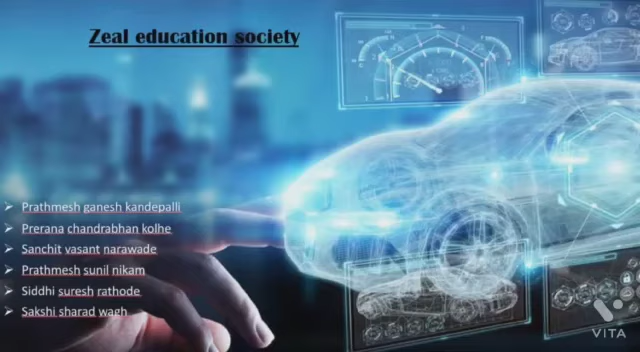 Zeal education society
Prathmesh ganesh kandepalli
Prerana chandrabhan kolhe
Sanchit vasant narawade
Prathmesh sunil nikam
Siddhi suresh rathode
Sakshi sharad wagh
VITA